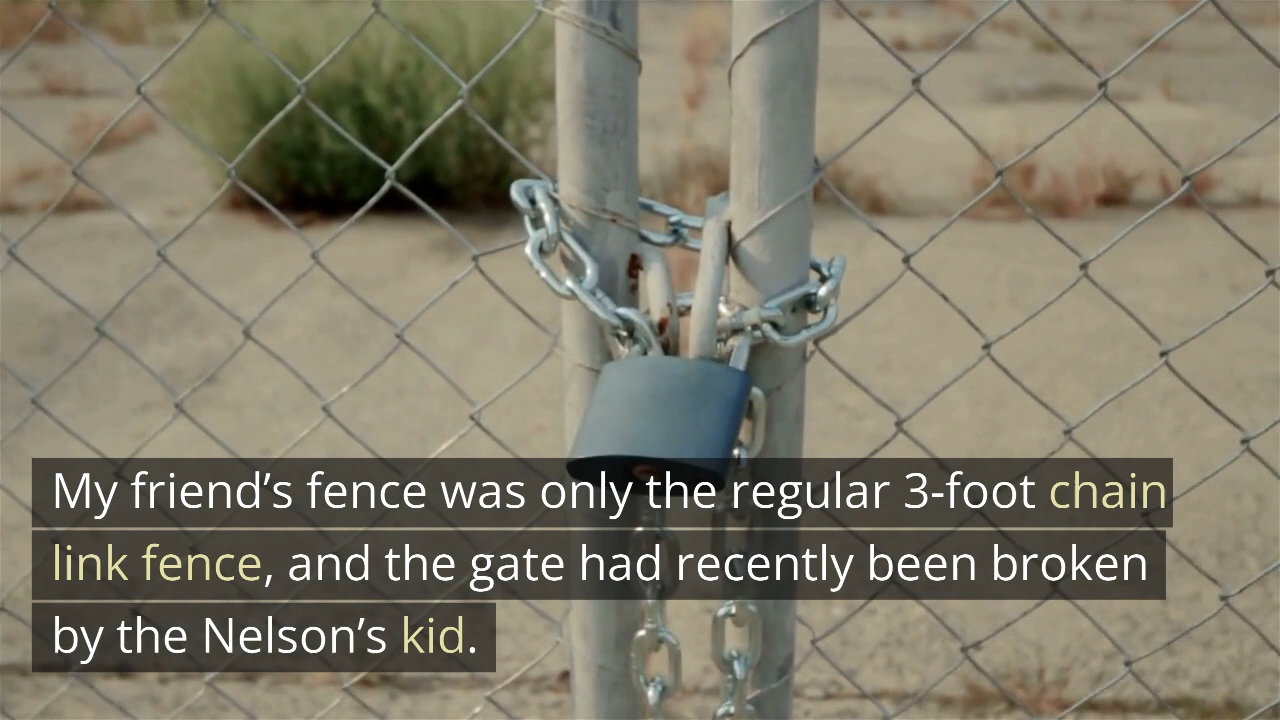 My friend’s fence was only the regular 3-foot chain
link fence, and the gate had recently been broken
by the Nelson’s kid.